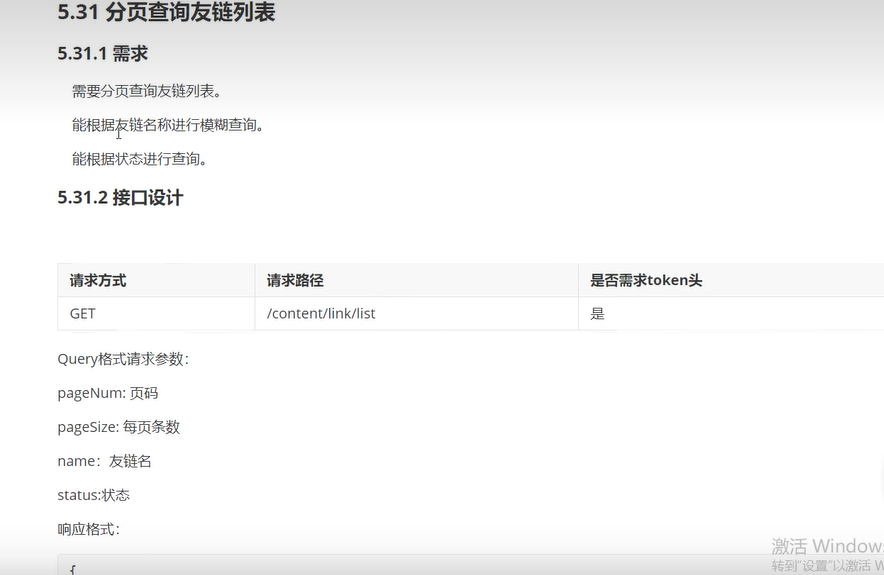 5.31 分页查询友链列表
5.31.1 需求
需要分页查询友链列表。
能根据友链名称进行模糊查询。
能根据状态进行查询。
5.31.2 接口设计
请求方式 请求路径 是否需求token头
GET /content/link/list 是
Query格式请求参数：
pageNum: 页码
pageSize: 每页条数
name：友链名
status:状态
响应格式：
{
激活 Windows
转到"设置"以激活 W